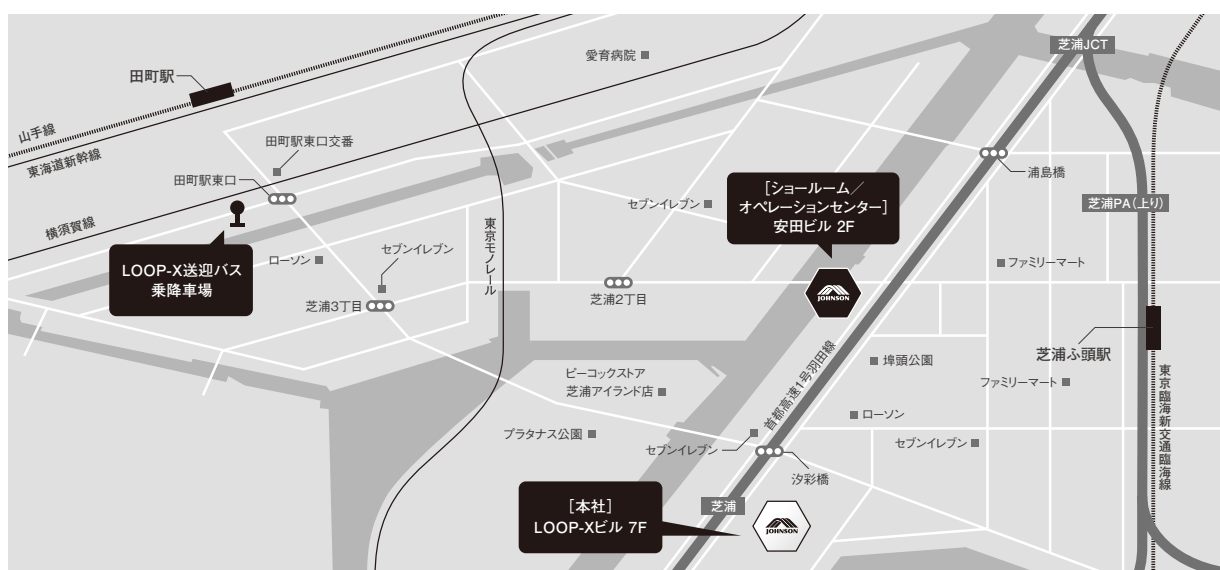 愛育病院
芝浦JCT
田町駅
山手線
東海道新幹線
田町駅東口交番
浦島橋
田町駅東口
[ショールーム／
オペレーションセンター]
安田ビル 2F
セブンイレブン
芝浦PA(上り)
横須賀線
東京モノレール
LOOP-X送迎バス
乗降車場
ローソン
セブンイレブン
ファミリーマート
芝浦3丁目
芝浦2丁目
JOHNSON
首都高速1号羽田線
埠頭公園
芝浦ふ頭駅
ピーコックストア
芝浦アイランド店
ファミリーマート
東京臨海新交通臨海線
プラタナス公園
セブンイレブン
ローソン
セブンイレブン
汐彩橋
[本社]
LOOP-Xビル 7F
芝浦
JOHNSON